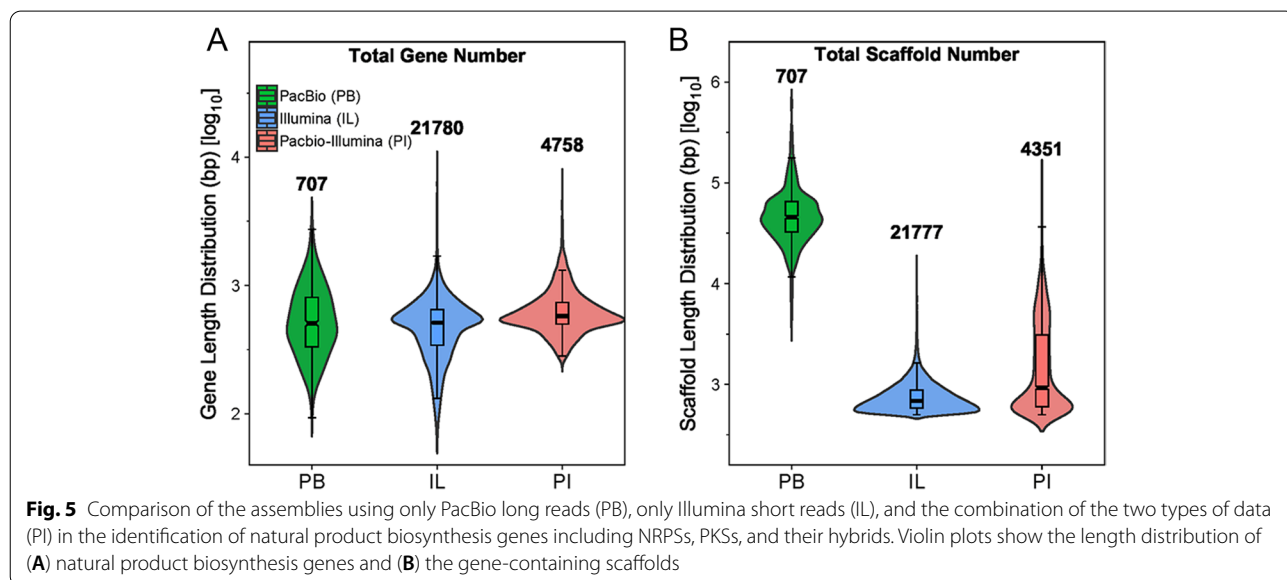 A
Total Gene Number
Gene Length Distribution (bp) [log10]
4
3
2
PacBio (PB)
Illumina (IL)
Pacbio-Illumina (PI)
707
21780
4758
PB IL PI
B
Total Scaffold Number
Scaffold Length Distribution (bp) [log10]
6
5
4
3
707
21777
4351
PB IL PI
Fig. 5 Comparison of the assemblies using only PacBio long reads (PB), only Illumina short reads (IL), and the combination of the two types of data
(PI) in the identification of natural product biosynthesis genes including NRPSs, PKSs, and their hybrids. Violin plots show the length distribution of
(A) natural product biosynthesis genes and (B) the gene-containing scaffolds